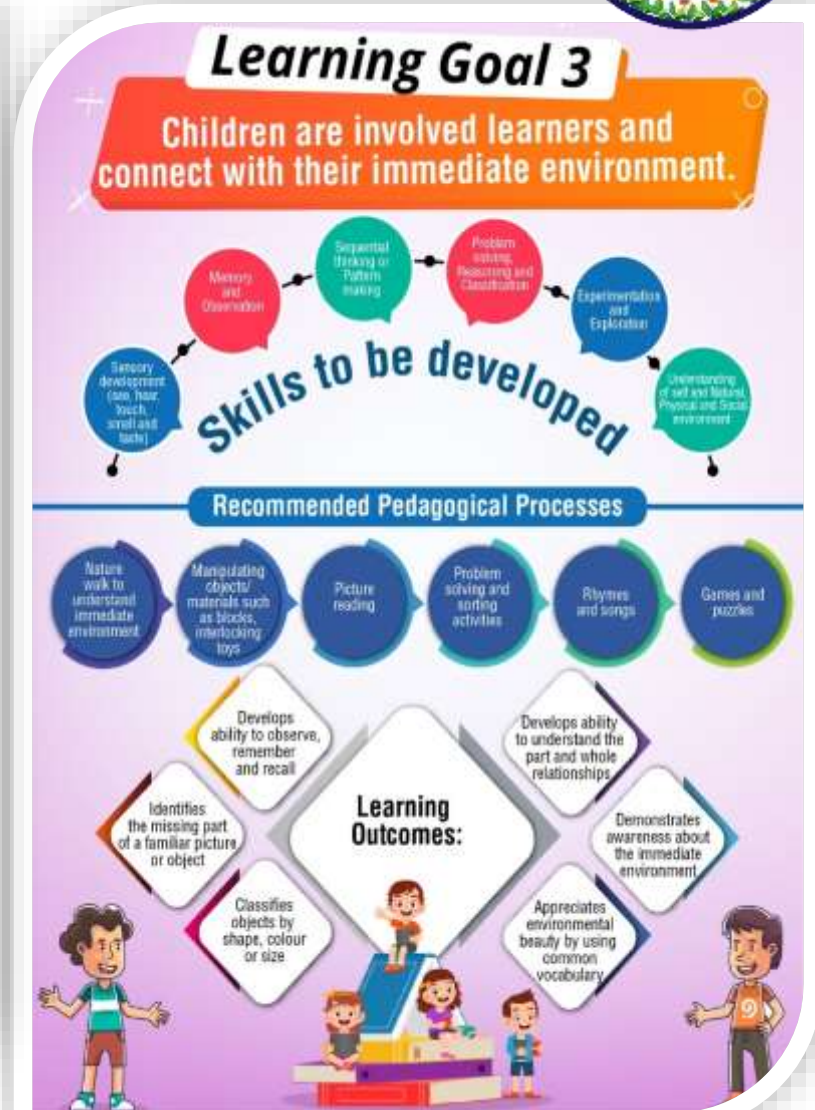 Learning Goal 3
Children are involved learners and
connect with their immediate environment.
Sensory
development
(see, hear,
touch,
smell and
taste)
Memory
and
Observation
Sequential
thinking or
Pattern
making
Problem
solving,
Reasoning and
Classification
Experimentation
and
Exploration
Understanding
of self and Natural,
Physical and Social
environment
Skills to be developed
Recommended Pedagogical Processes
Nature
walk to
understand
immediate
environment
Manipulating
objects/
materials such
as blocks,
interlocking
toys
Picture
reading
Problem
solving and
sorting
activities
Rhymes
and songs
Games and
puzzles
Learning
Outcomes:
Develops
ability to observe,
remember
and recall
Identifies
the missing part
of a familiar picture
or object
Classifies
objects by
shape, colour
or size
Develops ability
to understand the
part and whole
relationships
Demonstrates
awareness about
the immediate
environment
Appreciates
environmental
beauty by using
common
vocabulary